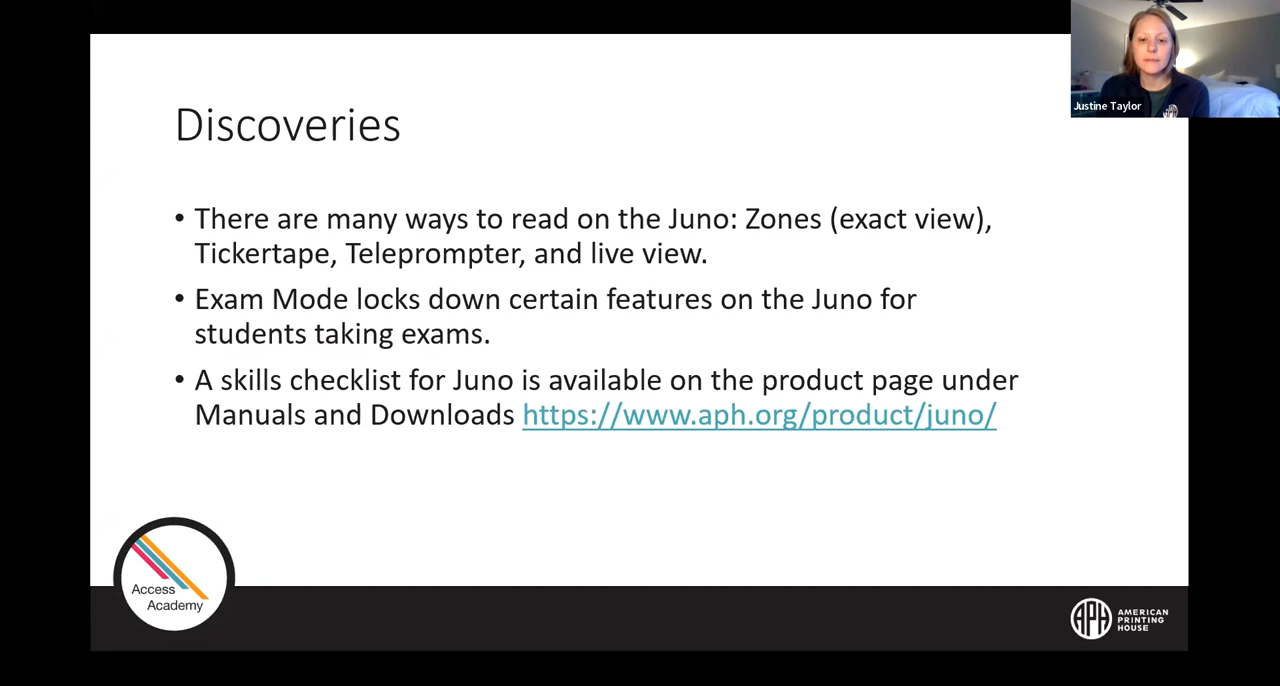 Justine Taylor
Discoveries
• There are many ways to read on the Juno: Zones (exact view),
Tickertape, Teleprompter, and live view.
• Exam Mode locks down certain features on the Juno for
students taking exams.
• A skills checklist for Juno is available on the product page under
Manuals and Downloads https://www.aph.org/product/juno/
Access
Academy
APH
AMERICAN
PRINTING
HOUSE